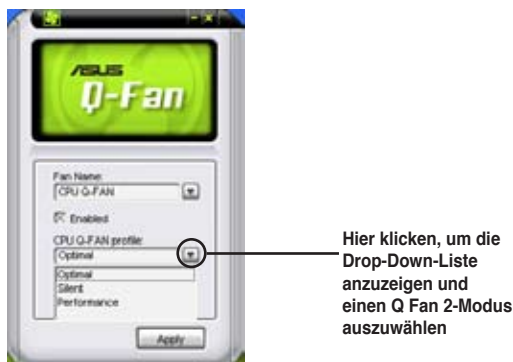 ASUS
Q-Fan
Fan Name:
CPU Q-FAN
Enabled
CPU Q-FAN profile:
Optimal
Optimal
Silent
Performance
Apply
Hier klicken, um die
Drop-Down-Liste
anzuzeigen und
einen Q Fan 2-Modus
auszuwählen